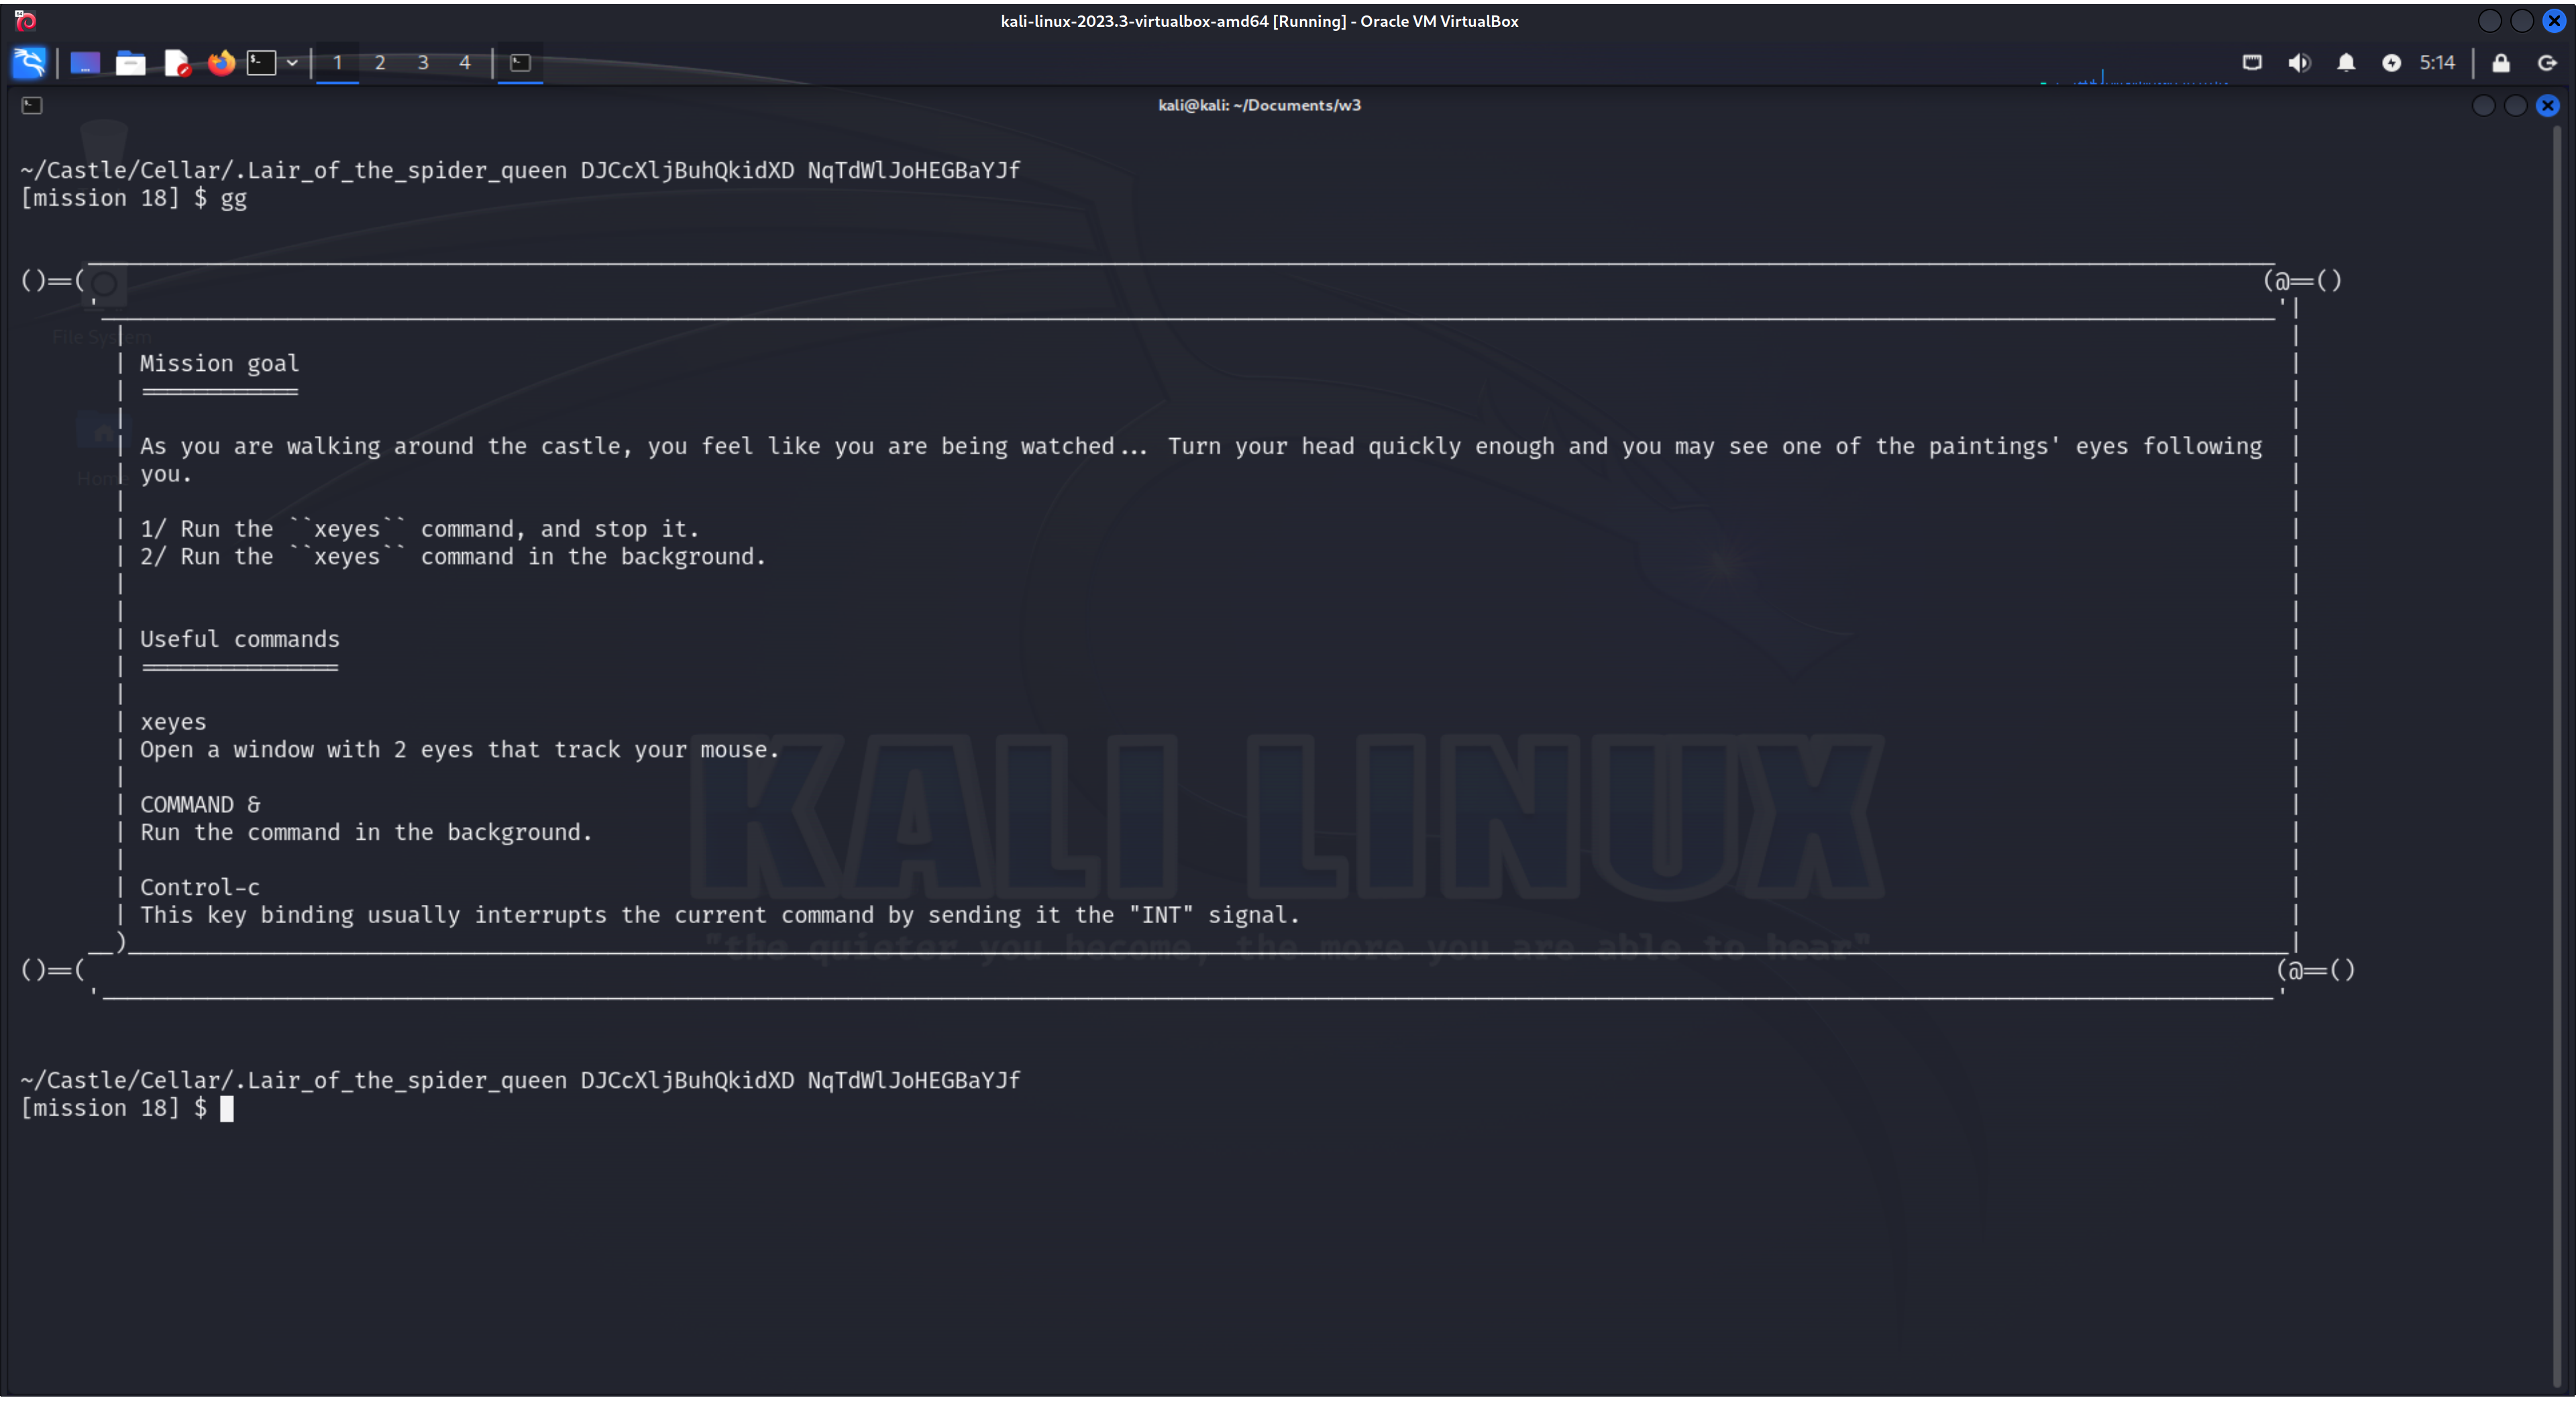 kali-linux-2023.3-virtualbox-amd64 [Running] - Oracle VM VirtualBox
1 2 3 4 5:14
kali@kali: ~/Documents/w3
~/Castle/Cellar/.Lair_of_the_spider_queen DJCcXljBuhQkidXD NqTdWlJoHEGBaYJf
[mission 18] $ gg
()==( (@==()
File System
Mission goal
============
As you are walking around the castle, you feel like you are being watched... Turn your head quickly enough and you may see one of the paintings' eyes following
Home
you.
1/ Run the ``xeyes`` command, and stop it.
2/ Run the ``xeyes`` command in the background.
Useful commands
===============
xeyes
Open a window with 2 eyes that track your mouse.
COMMAND &
Run the command in the background.
Control-c
This key binding usually interrupts the current command by sending it the "INT" signal.
KALI LINUX
"the quieter you become, the more you are able to hear"
()==( (@==()
~/Castle/Cellar/.Lair_of_the_spider_queen DJCcXljBuhQkidXD NqTdWlJoHEGBaYJf
[mission 18] $